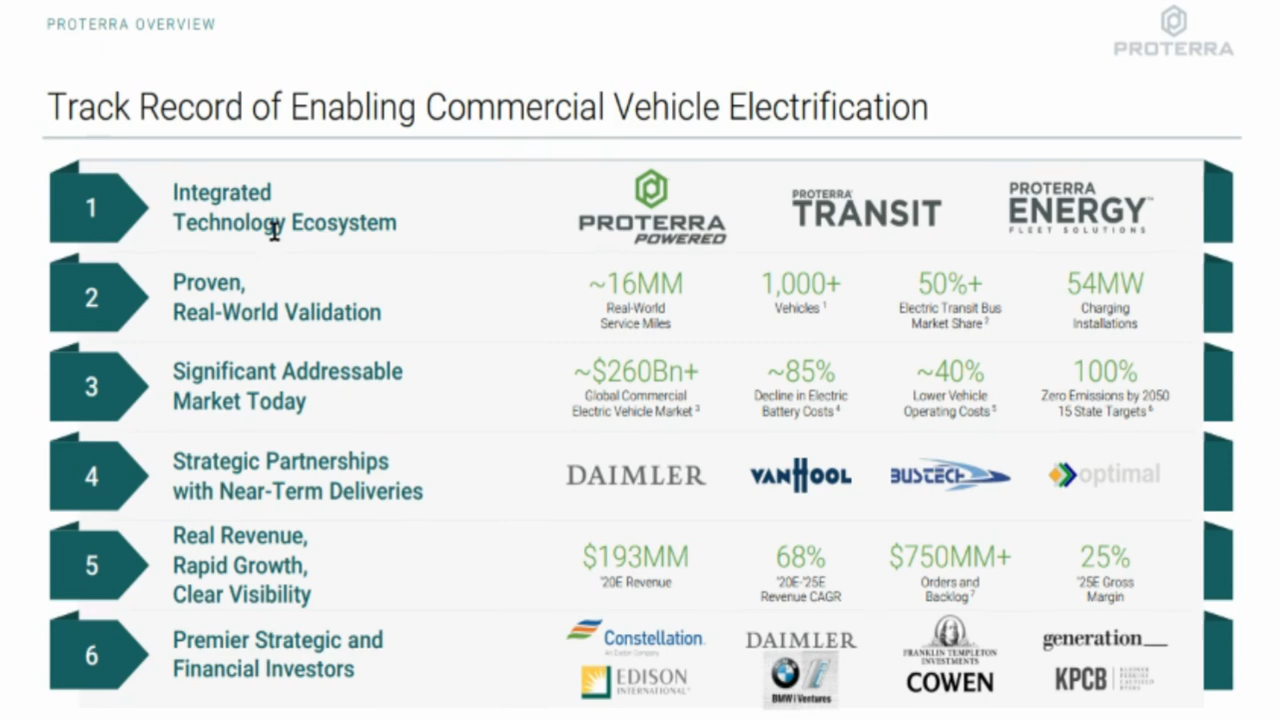 PROTERRA OVERVIEW
PROTERRA
Track Record of Enabling Commercial Vehicle Electrification
1
Integrated
Technology Ecosystem
PROTERRA
POWERED
PROTERRA
TRANSIT
PROTERRA
ENERGY™
FLEET SOLUTIONS
2
Proven,
Real-World Validation
~16MM
Real-World
Service Miles
1,000+
Vehicles 1
50%+
Electric Transit Bus
Market Share 2
54MW
Charging
Installations
3
Significant Addressable
Market Today
~$260Bn+
Global Commercial
Electric Vehicle Market 3
~85%
Decline in Electric
Battery Costs 4
~40%
Lower Vehicle
Operating Costs 5
100%
Zero Emissions by 2050
15 State Targets 6
4
Strategic Partnerships
with Near-Term Deliveries
DAIMLER
VANHOOL
BUSTECH
optimal
5
Real Revenue,
Rapid Growth,
Clear Visibility
$193MM
'20E Revenue
68%
'20E-'25E
Revenue CAGR
$750MM+
Orders and
Backlog 7
25%
'25E Gross
Margin
6
Premier Strategic and
Financial Investors
Constellation.
An Exelon Company
EDISON
INTERNATIONAL®
DAIMLER
BMW i Ventures
FRANKLIN TEMPLETON
INVESTMENTS
COWEN
generation__
KPCB